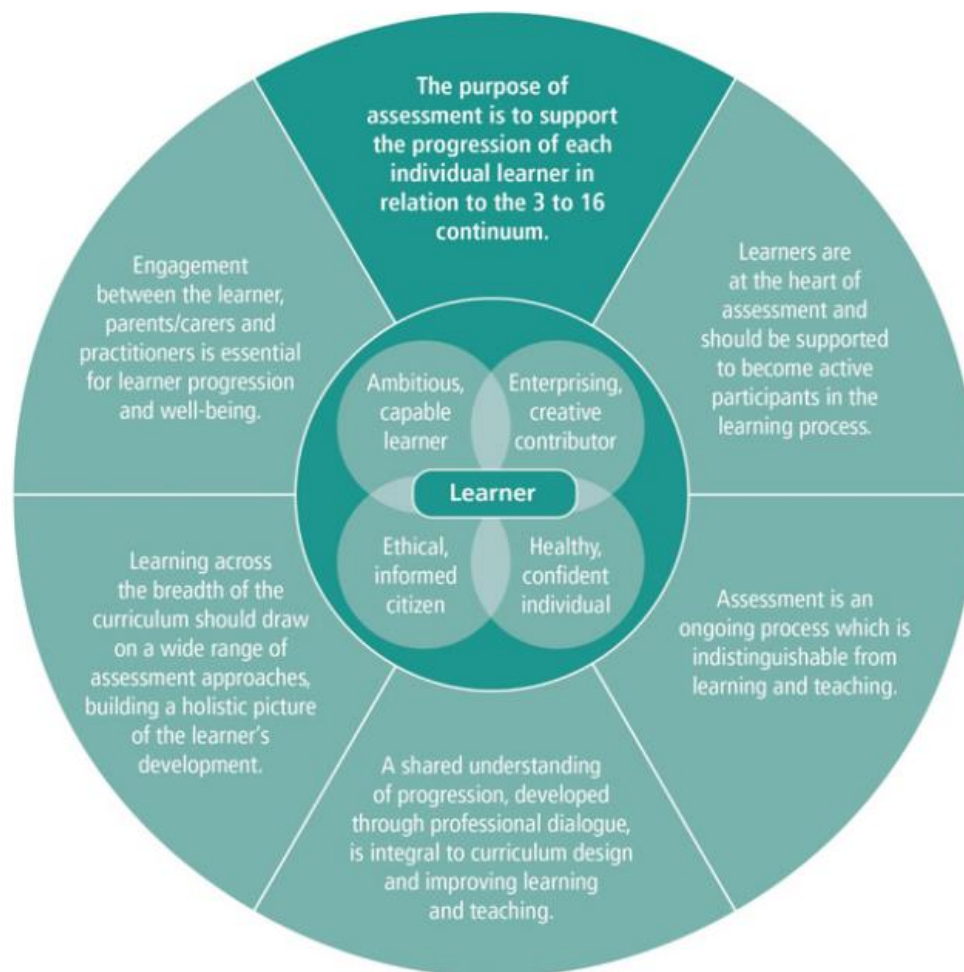 The purpose of
assessment is to support
the progression of each
individual learner in
relation to the 3 to 16
continuum.
Learners are
at the heart of
assessment and
should be supported
to become active
participants in the
learning process.
Assessment is an
ongoing process which is
indistinguishable from
learning and teaching.
A shared understanding
of progression, developed
through professional dialogue,
is integral to curriculum design
and improving learning
and teaching.
Learning across
the breadth of the
curriculum should draw
on a wide range of
assessment approaches,
building a holistic picture
of the learner's
development.
Engagement
between the learner,
parents/carers and
practitioners is essential
for learner progression
and well-being.
Ambitious,
capable
learner
Enterprising,
creative
contributor
Learner
Ethical,
informed
citizen
Healthy,
confident
individual